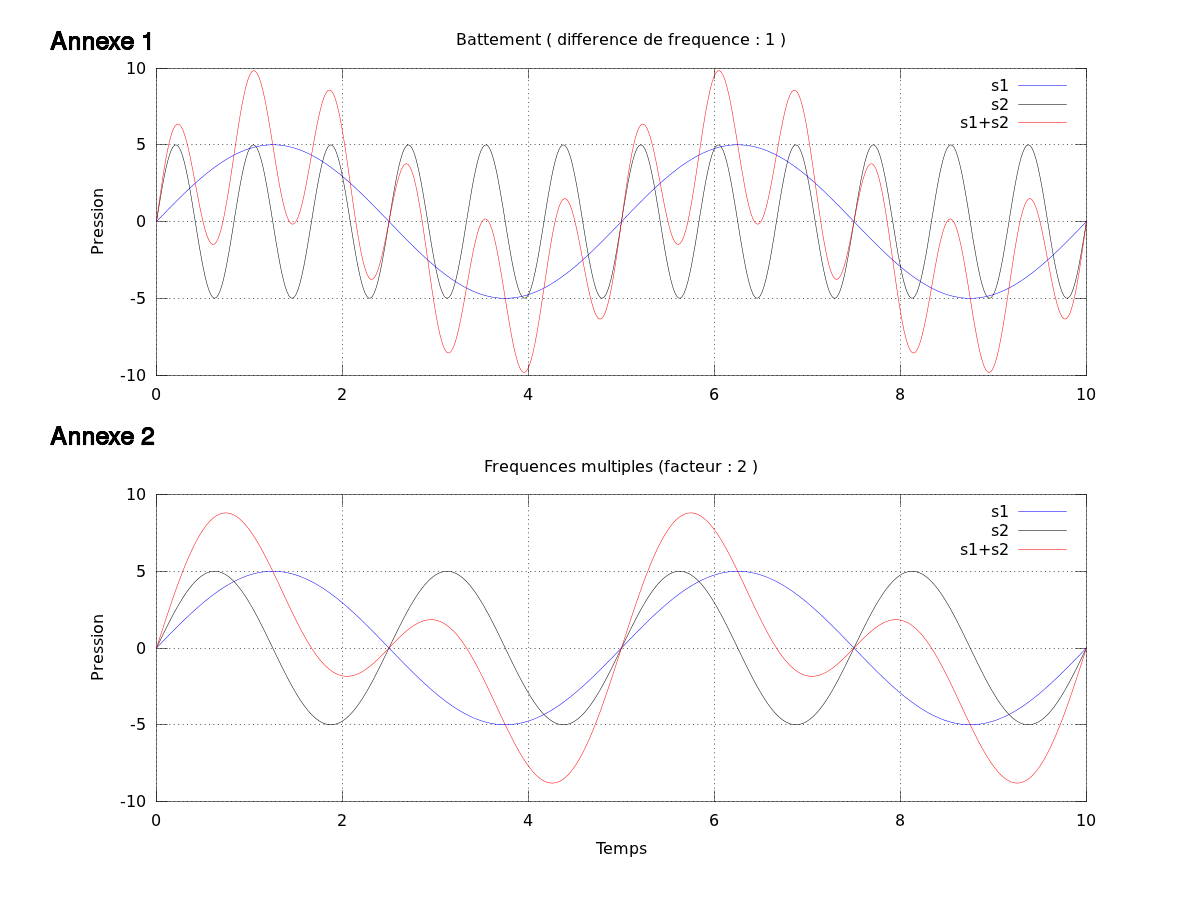 Annexe 1
Battement ( difference de frequence : 1 )
10
5
0
-5
-10
Pression
s1
s2
s1+s2
0 2 4 6 8 10
Annexe 2
Frequences multiples (facteur : 2 )
10
5
0
-5
-10
Pression
s1
s2
s1+s2
0 2 4 6 8 10
Temps